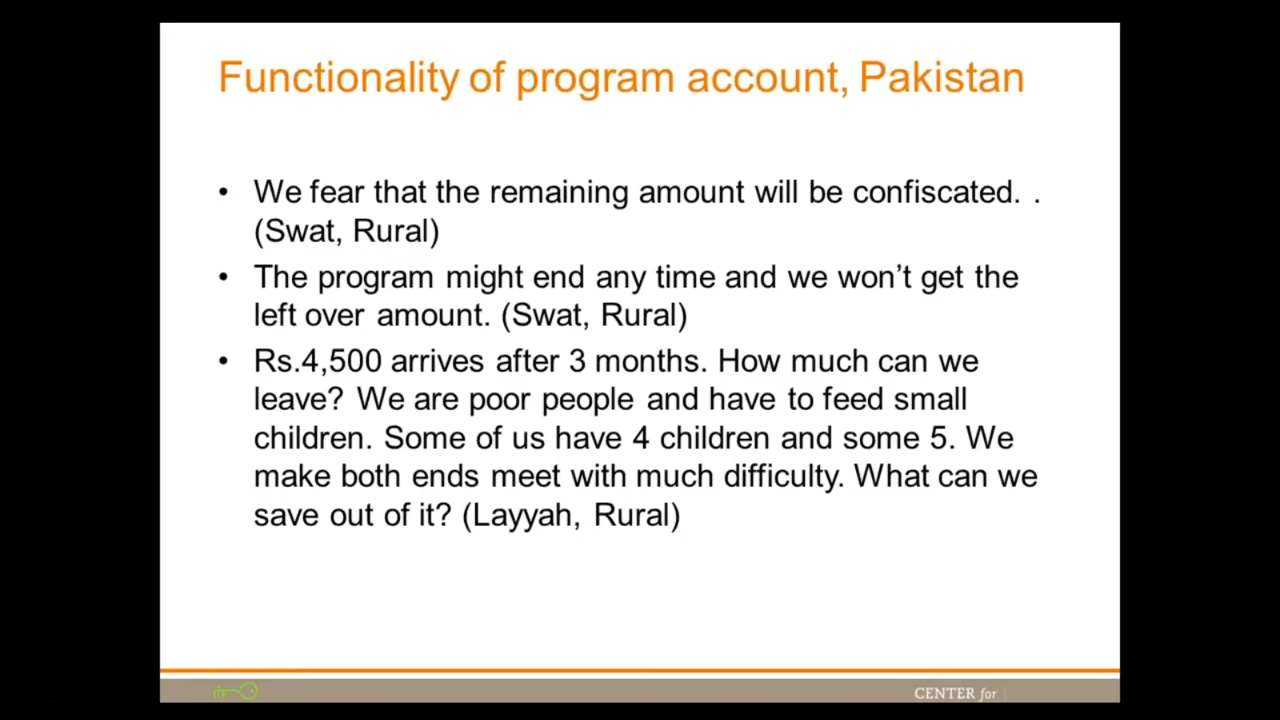 Functionality of program account, Pakistan
• We fear that the remaining amount will be confiscated. .
(Swat, Rural)
• The program might end any time and we won’t get the
left over amount. (Swat, Rural)
• Rs.4,500 arrives after 3 months. How much can we
leave? We are poor people and have to feed small
children. Some of us have 4 children and some 5. We
make both ends meet with much difficulty. What can we
save out of it? (Layyah, Rural)
CENTER for